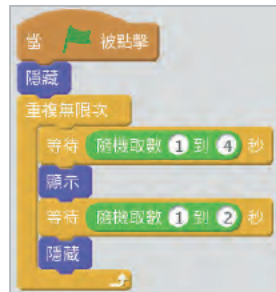 當 被點擊
隱藏
重複無限次
等待 隨機取數 1 到 4 秒
顯示
等待 隨機取數 1 到 2 秒
隱藏